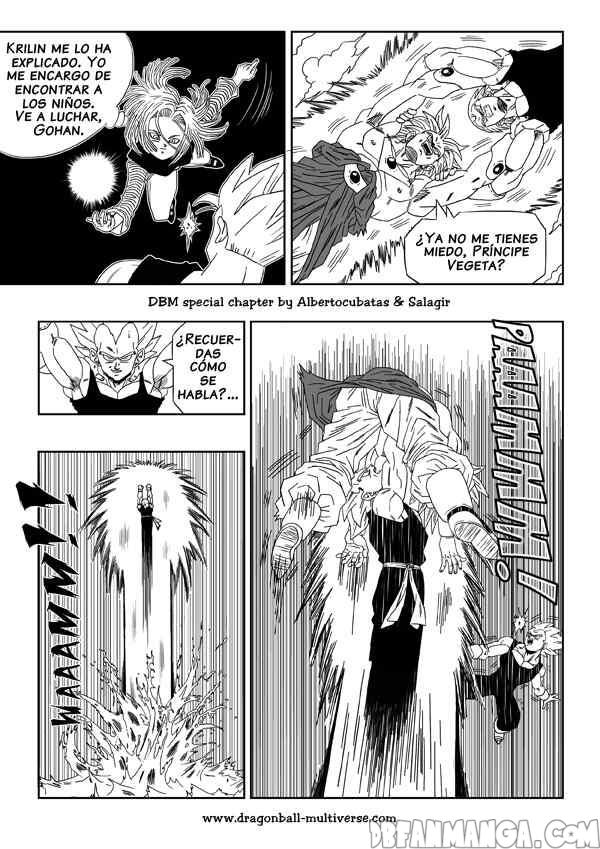 Krilin me lo ha
explicado. Yo
me encargo de
encontrar a
los niños.
Ve a luchar,
Gohan.
¿Ya no me tienes
miedo, Príncipe
Vegeta?
DBM special chapter by Albertocubatas & Salagir
¿Recuer-
das cómo
se
habla?...
WAAAMM!!
www.dragonball-multiverse.com
DBFANMANGA.COM